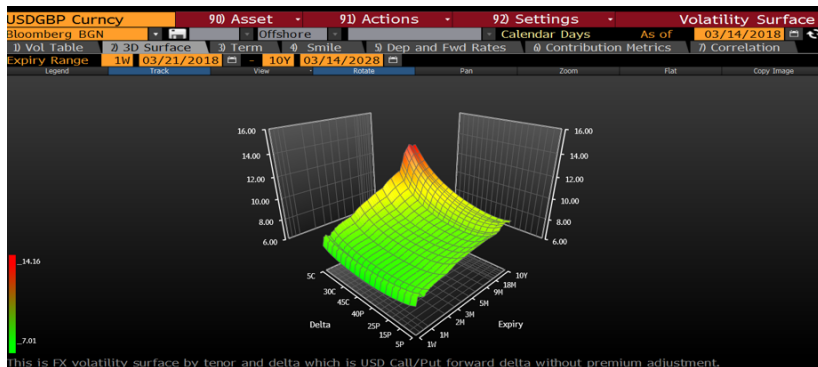 USDGBP Curncy 90) Asset 91) Actions 92) Settings Volatility Surface
Bloomberg BGN Offshore Calendar Days As of 03/14/2018
1) Vol Table 2) 3D Surface 3) Term 4) Smile 5) Dep and Fwd Rates 6) Contribution Metrics 7) Correlation
Expiry Range 1W 03/21/2018 - 10Y 03/14/2028
Legend Track View Rotate Pan Zoom Flat Copy Image
16.00 16.00
14.00 14.00
12.00 12.00
10.00 10.00
8.00 8.00
6.00 6.00
14.16
5C 10Y
30C 18M
45C 9M
40P 5M
25P 2M
15P 1M
5P 1W
Delta Expiry
7.01
This is FX volatility surface by tenor and delta which is USD Call/Put forward delta without premium adjustment.